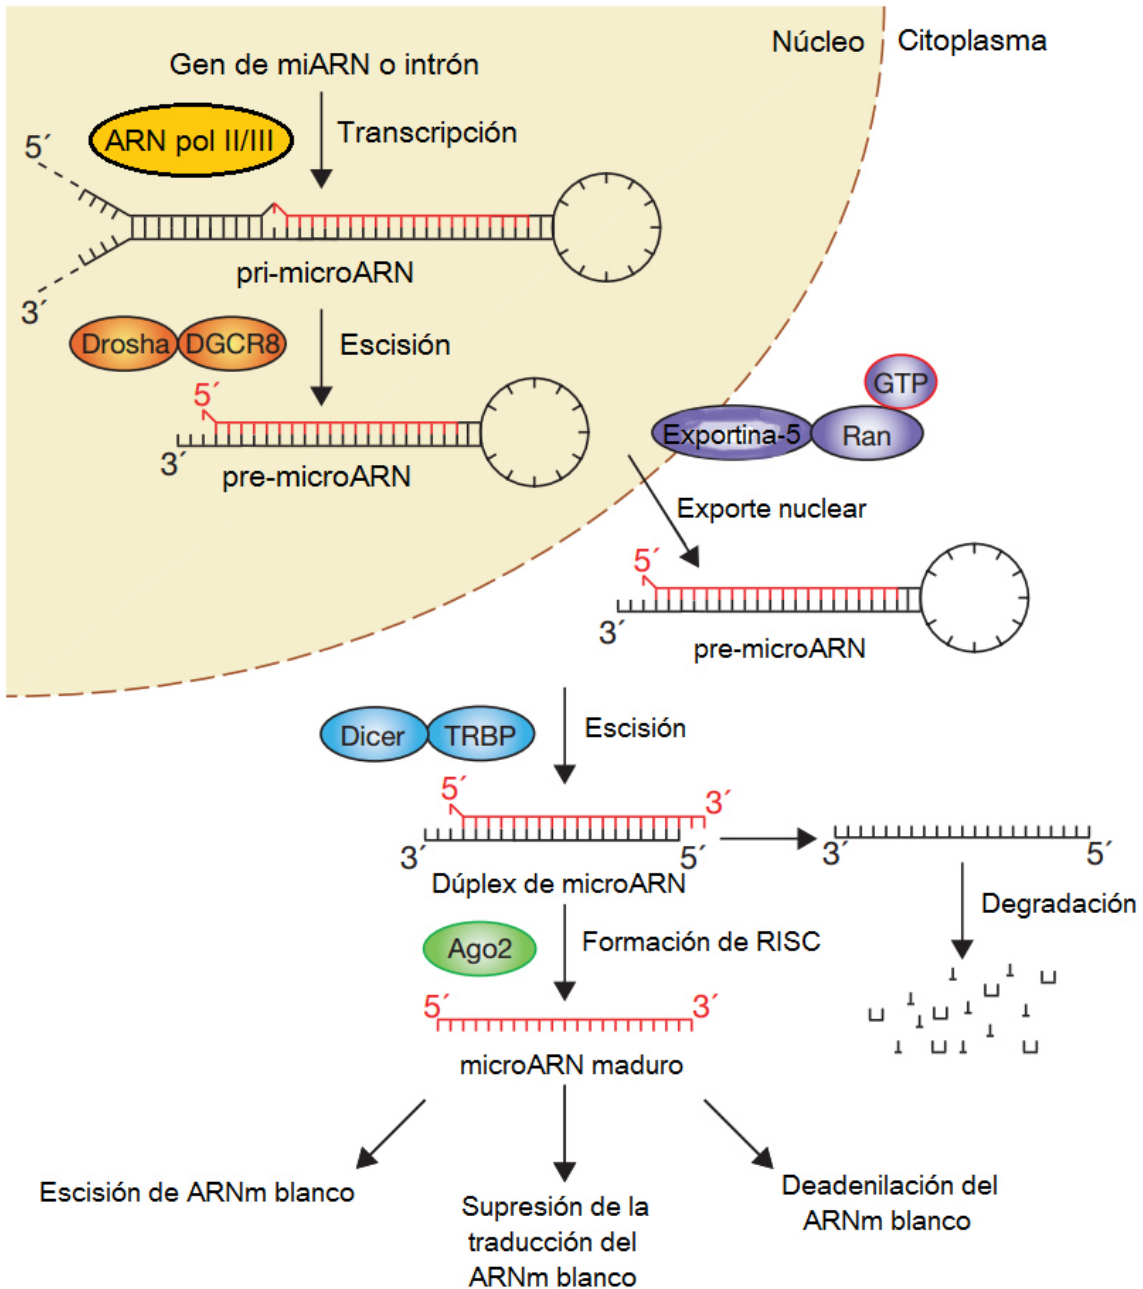 Núcleo
Citoplasma
Gen de miARN o intrón
ARN pol II/III
Transcripción
5´
3´
pri-microARN
Drosha
DGCR8
Escisión
5´
3´
pre-microARN
GTP
Exportina-5
Ran
Exporte nuclear
5´
3´
pre-microARN
Dicer
TRBP
Escisión
5´
3´
3´
5´
3´
5´
Dúplex de microARN
Degradación
Ago2
Formación de RISC
5´
3´
microARN maduro
Escisión de ARNm blanco
Supresión de la
traducción del
ARNm blanco
Deadenilación del
ARNm blanco